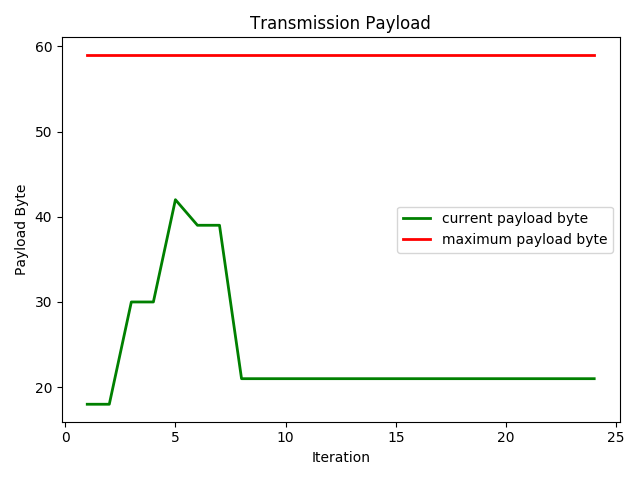 Transmission Payload
60
50
40
30
20
Payload Byte
current payload byte
maximum payload byte
0 5 10 15 20 25
Iteration